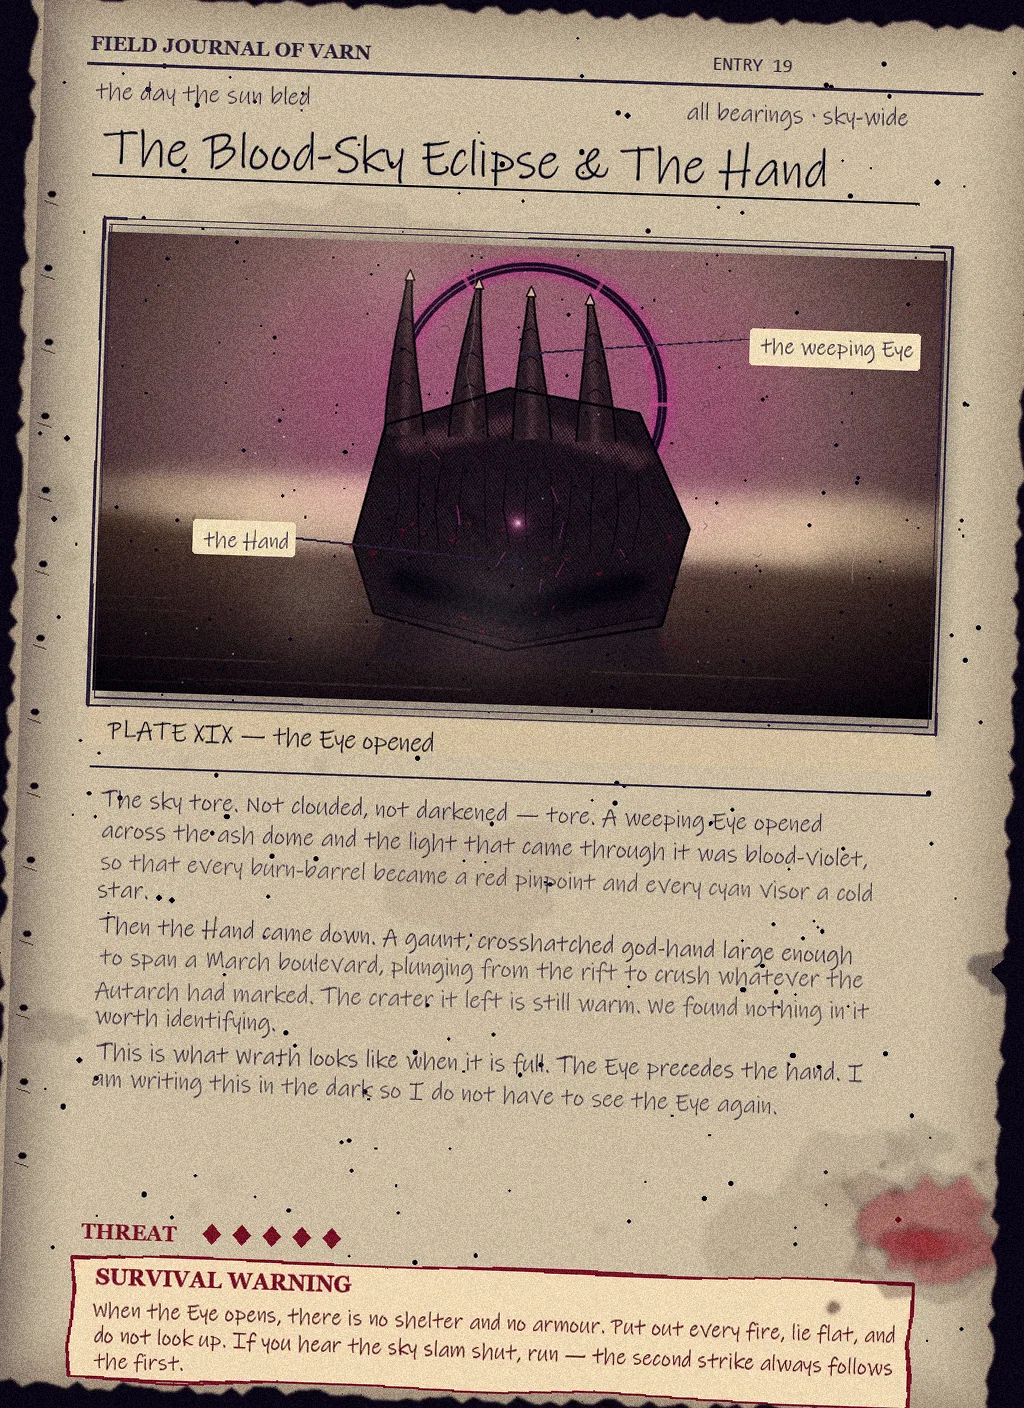 FIELD JOURNAL OF VARN
ENTRY 19
the day the sun bled
all bearings · sky-wide
The Blood-Sky Eclipse & The Hand
the weeping Eye
the Hand
PLATE XIX — the Eye opened
The sky tore. Not clouded, not darkened — tore. A weeping Eye opened
across the ash dome and the light that came through it was blood-violet,
so that every burn-barrel became a red pinpoint and every cyan visor a cold
star.
Then the Hand came down. A gaunt, crosshatched god-hand large enough
to span a March boulevard, plunging from the rift to crush whatever the
Autarch had marked. The crater it left is still warm. We found nothing in it
worth identifying.
This is what wrath looks like when it is full. The Eye precedes the hand. I
am writing this in the dark so I do not have to see the Eye again.
THREAT ◆ ◆ ◆ ◆ ◆
SURVIVAL WARNING
When the Eye opens, there is no shelter and no armour. Put out every fire, lie flat, and
do not look up. If you hear the sky slam shut, run — the second strike always follows
the first.